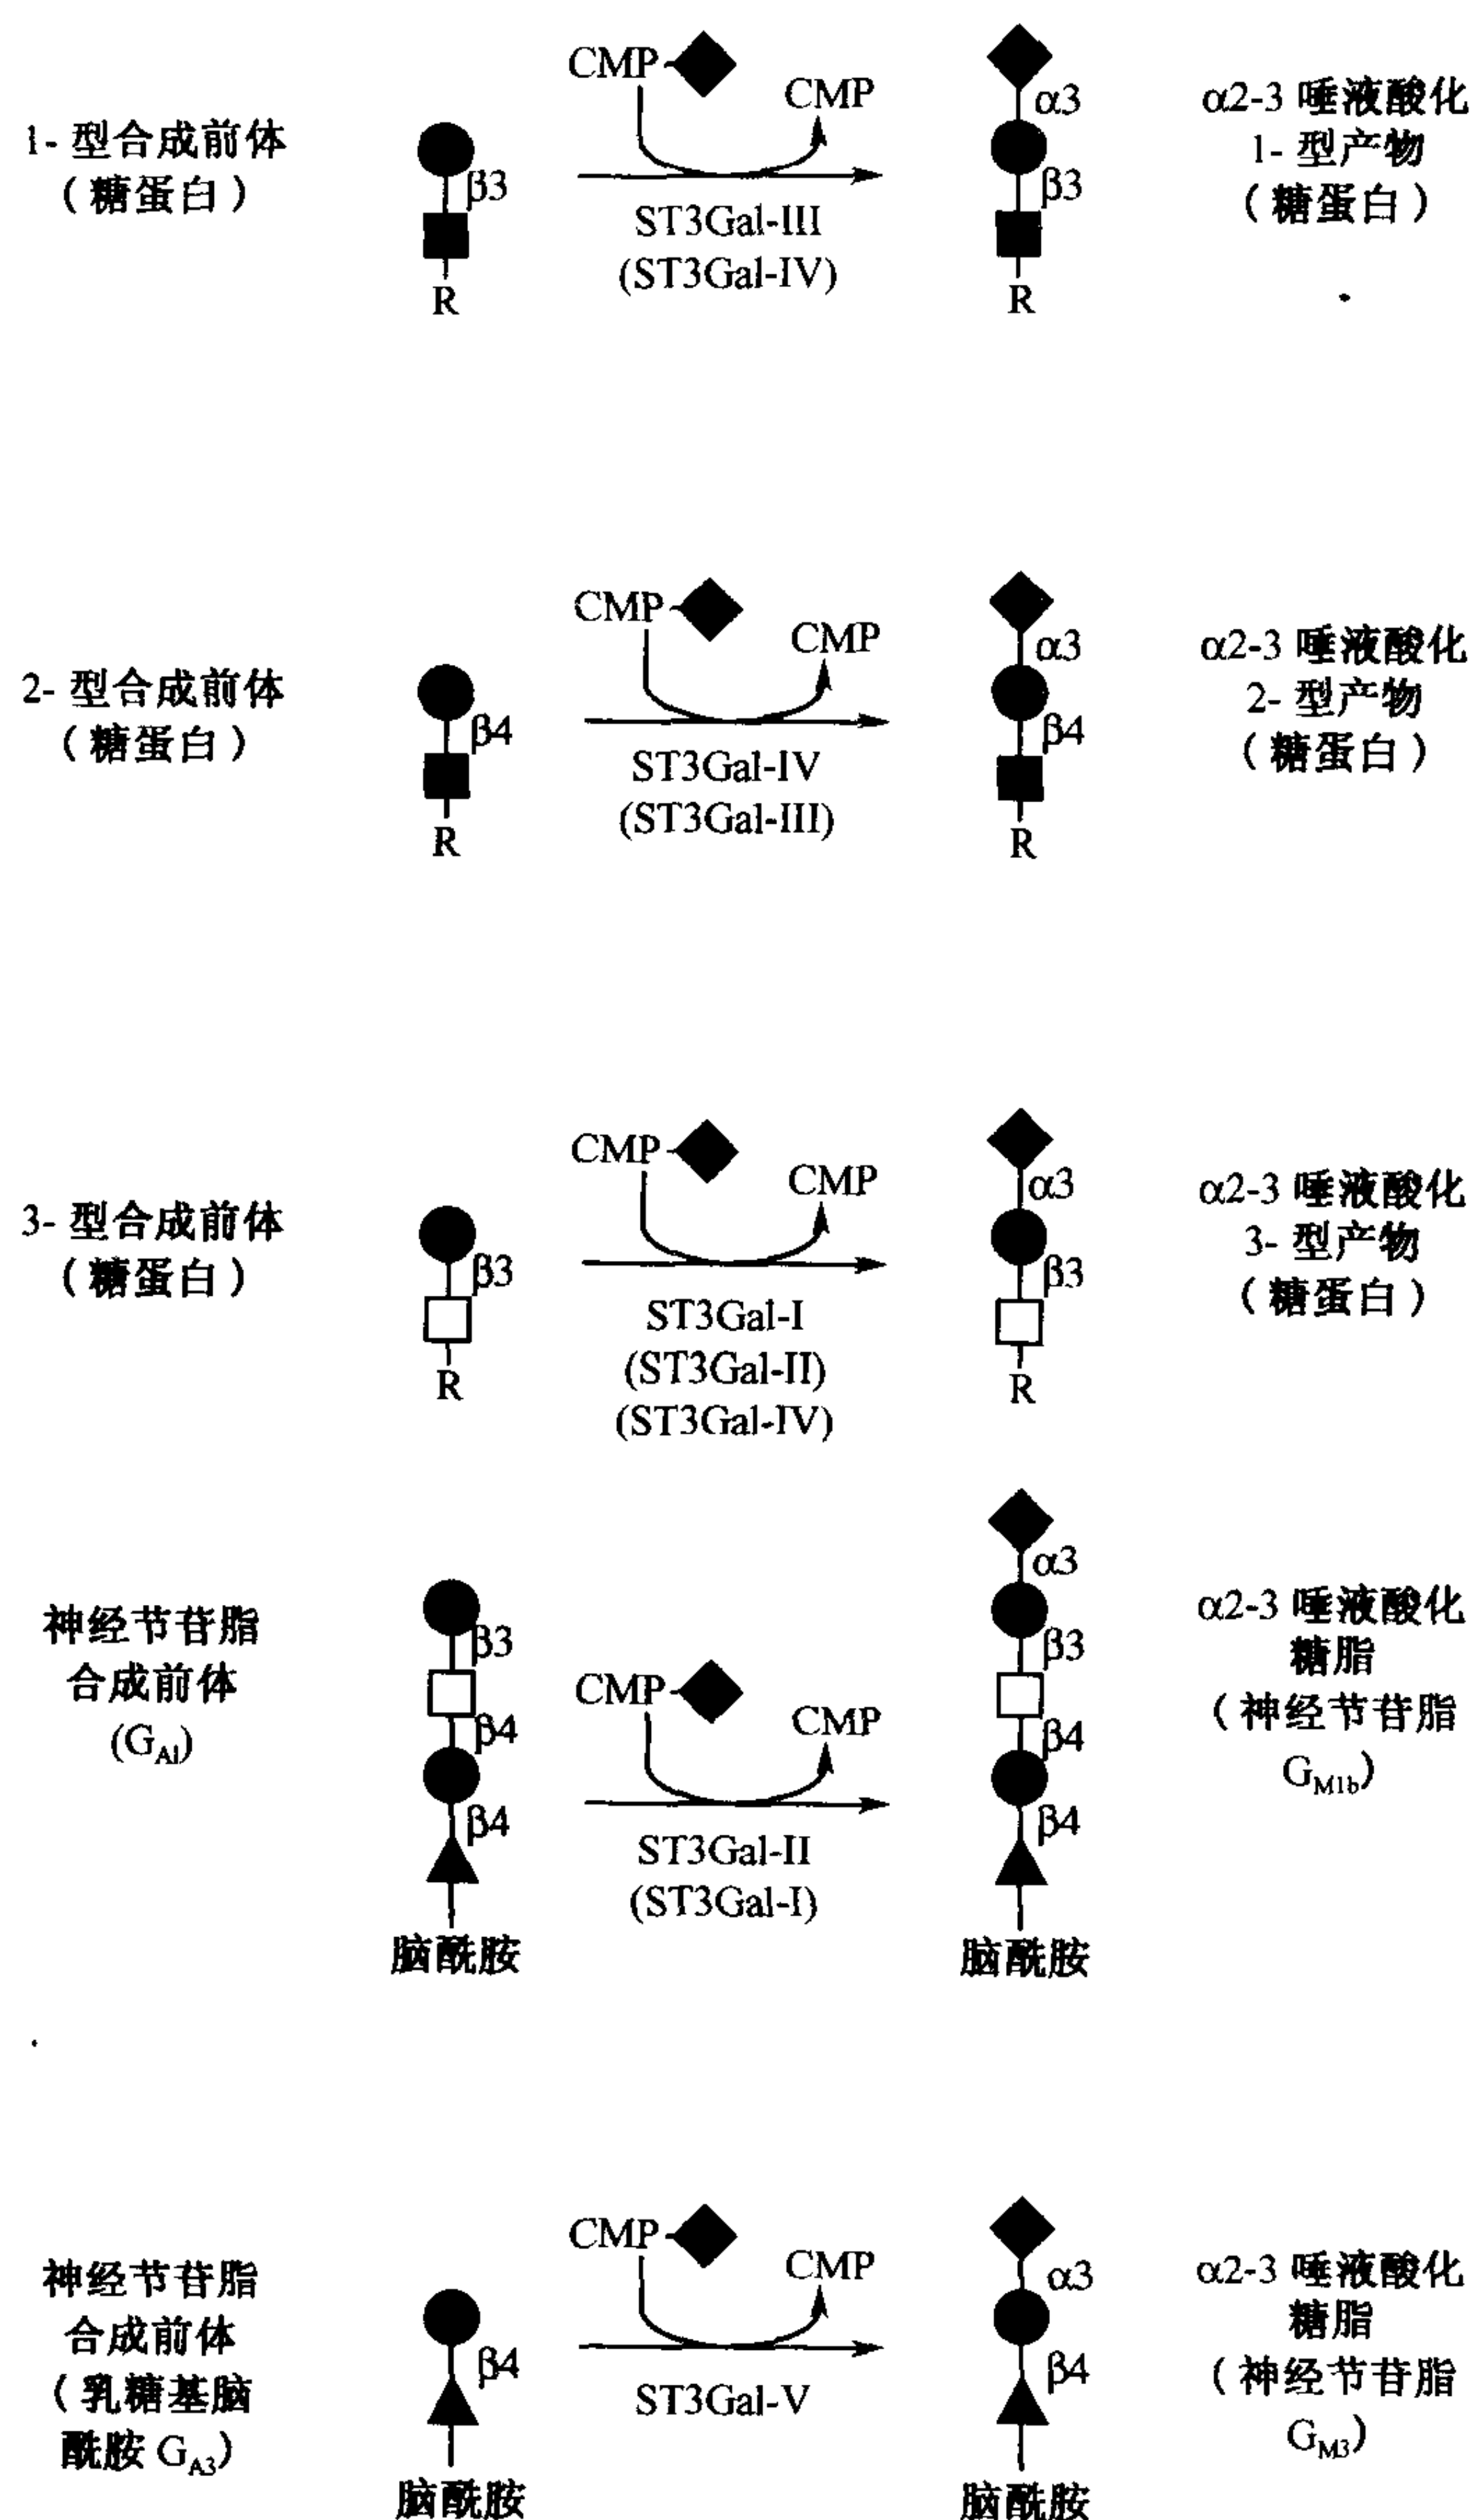 1- 型合成前体
（糖蛋白）
β3
R
CMP
CMP
ST3Gal-III
(ST3Gal-IV)
α3
β3
R
α2-3 唾液酸化
1- 型产物
（糖蛋白）
2- 型合成前体
（糖蛋白）
β4
R
CMP
CMP
ST3Gal-IV
(ST3Gal-III)
α3
β4
R
α2-3 唾液酸化
2- 型产物
（糖蛋白）
3- 型合成前体
（糖蛋白）
β3
R
CMP
CMP
ST3Gal-I
(ST3Gal-II)
(ST3Gal-IV)
α3
β3
R
α2-3 唾液酸化
3- 型产物
（糖蛋白）
神经节苷脂
合成前体
(GA1)
β3
β4
β4
脑酰胺
CMP
CMP
ST3Gal-II
(ST3Gal-I)
α3
β3
β4
β4
脑酰胺
α2-3 唾液酸化
糖脂
（神经节苷脂
GM1b)
神经节苷脂
合成前体
（乳糖基脑
酰胺 GA3)
β4
脑酰胺
CMP
CMP
ST3Gal-V
α3
β4
脑酰胺
α2-3 唾液酸化
糖脂
（神经节苷脂
GM3)